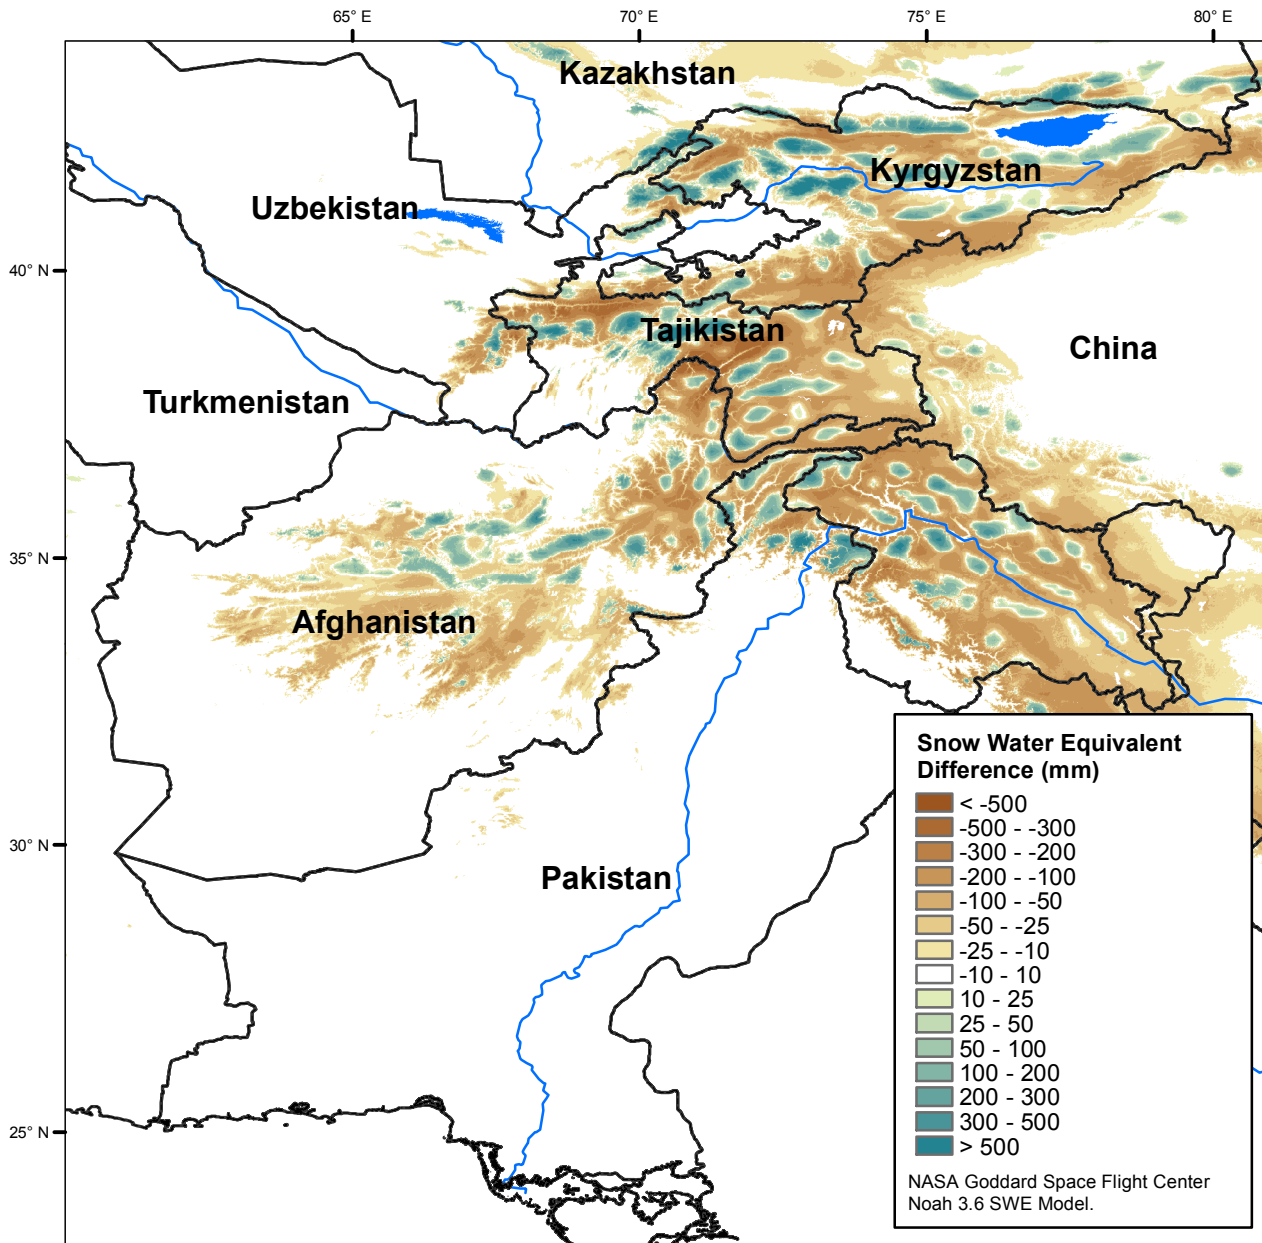 65° E
70° E
75° E
80° E
Kazakhstan
Kyrgyzstan
Uzbekistan
40° N
Tajikistan
China
Turkmenistan
35° N
Afghanistan
Snow Water Equivalent
Difference (mm)
< -500
-500 - -300
-300 - -200
-200 - -100
-100 - -50
-50 - -25
-25 - -10
-10 - 10
10 - 25
25 - 50
50 - 100
100 - 200
200 - 300
300 - 500
> 500
NASA Goddard Space Flight Center
Noah 3.6 SWE Model.
30° N
Pakistan
25° N